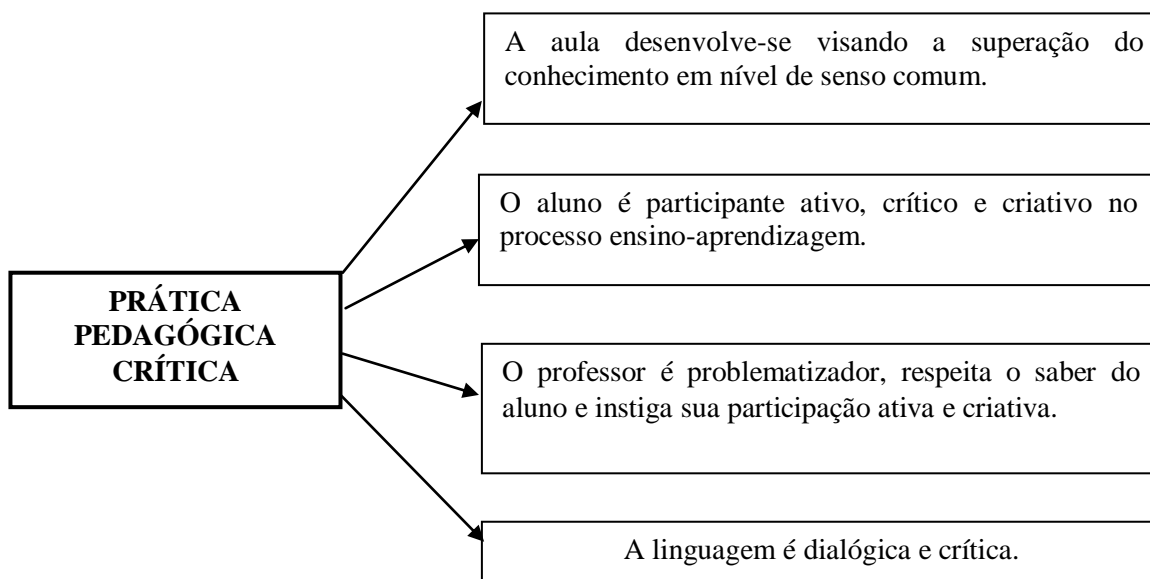 A aula desenvolve-se visando a superação do
conhecimento em nível de senso comum.
O aluno é participante ativo, crítico e criativo no
processo ensino-aprendizagem.
PRÁTICA
PEDAGÓGICA
CRÍTICA
O professor é problematizador, respeita o saber do
aluno e instiga sua participação ativa e criativa.
A linguagem é dialógica e crítica.